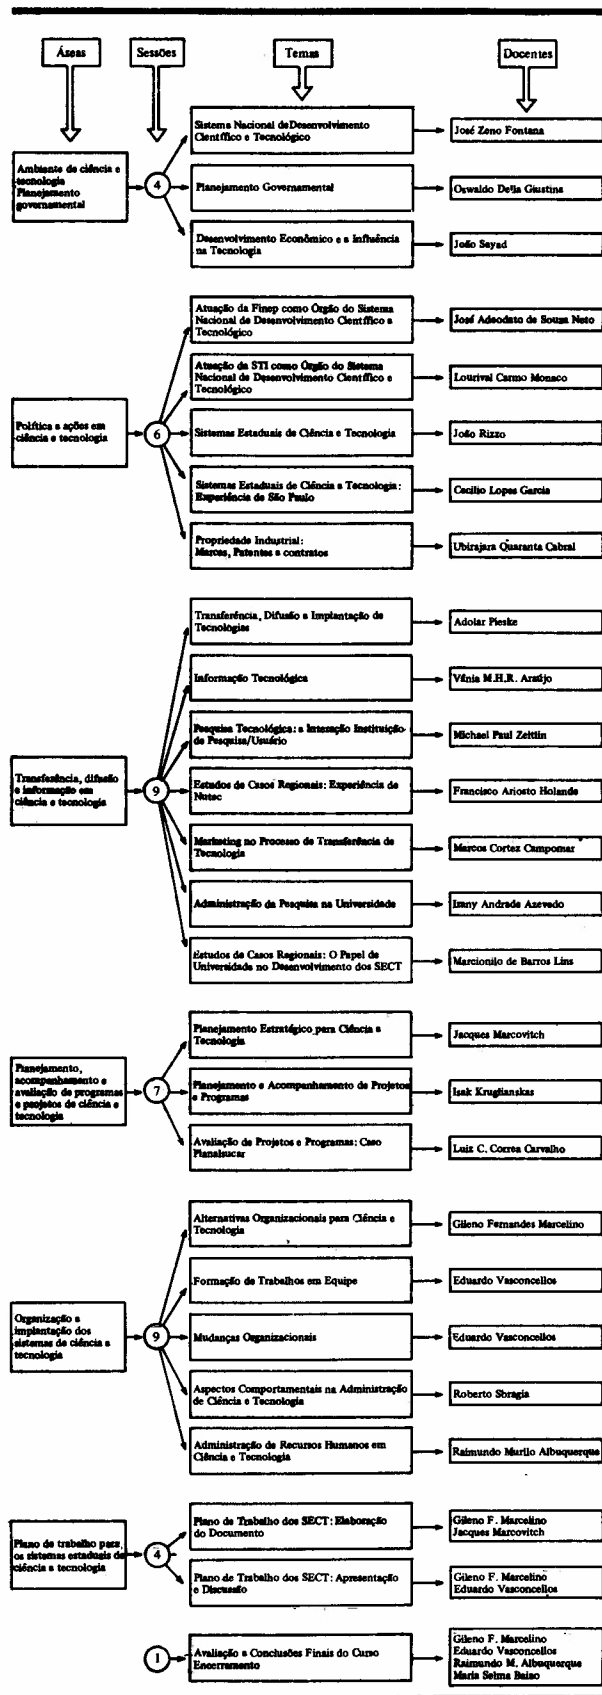 Áreas
Sessões
Temas
Docentes
Ambiente de ciência e
tecnologia
Planejamento
governamental
4
Sistema Nacional de Desenvolvimento
Científico e Tecnológico
José Zeno Fontana
Planejamento Governamental
Oswaldo Della Giustina
Desenvolvimento Econômico e a Influência
na Tecnologia
João Sayad
Política a ações em
ciência e tecnologia
6
Atuação da Finep como Órgão do Sistema
Nacional de Desenvolvimento Científico e
Tecnológico
José Adeodato de Souza Neto
Atuação da STI como Órgão do Sistema
Nacional de Desenvolvimento Científico e
Tecnológico
Lourival Carmo Monaco
Sistemas Estaduais de Ciência e Tecnologia
João Rizzo
Sistemas Estaduais de Ciência a Tecnologia:
Experiência de São Paulo
Cecilio Lopes Garcia
Propriedade Industrial:
Marcas, Patentes a contratos
Ubirajara Quaranta Cabral
Transferência, difusão
e informação em
ciência e tecnologia
9
Transferência, Difusão a Implantação de
Tecnologias
Adolar Pieske
Informação Tecnológica
Vânia M.H.R. Araújo
Pesquisa Tecnológica: a Interação Instituição
de Pesquisa/Usuário
Michael Paul Zeitlin
Estudos de Casos Regionais: Experiência de
Nutec
Francisco Ariosto Holanda
Marketing no Processo de Transferência de
Tecnologia
Marcos Cortez Campomar
Administração da Pesquisa na Universidade
Irany Andrade Azevedo
Estudos de Casos Regionais: O Papel de
Universidade no Desenvolvimento dos SECT
Marcionilo de Barros Lins
Planejamento,
acompanhamento e
avaliação de programas
e projetos de ciência e
tecnologia
7
Planejamento Estratégico para Ciência a
Tecnologia
Jacques Marcovitch
Planejamento e Acompanhamento de Projetos
e Programas
Isak Kruglianskas
Avaliação de Projetos e Programas: Caso
Planalsucar
Luiz C. Correa Carvalho
Organização a
implantação dos
sistemas de ciência a
tecnologia
9
Alternativas Organizacionais para Ciência e
Tecnologia
Gileno Fernandes Marcelino
Formação de Trabalhos em Equipe
Eduardo Vasconcellos
Mudanças Organizacionais
Eduardo Vasconcellos
Aspectos Comportamentais na Administração
de Ciência e Tecnologia
Roberto Sbragia
Administração de Recursos Humanos em
Ciência e Tecnologia
Raimundo Murilo Albuquerque
Plano de trabalho para,
os sistemas estaduais de
ciência a tecnologia
4
Plano de Trabalho dos SECT: Elaboração
do Documento
Gileno F. Marcelino
Jacques Marcovitch
Plano de Trabalho dos SECT: Apresentação
e Discussão
Gileno F. Marcelino
Eduardo Vasconcellos
1
Avaliação a Conclusões Finais do Curso
Encerramento
Gileno F. Marcelino
Eduardo Vasconcellos
Raimundo M. Albuquerque
Maria Selma Baião